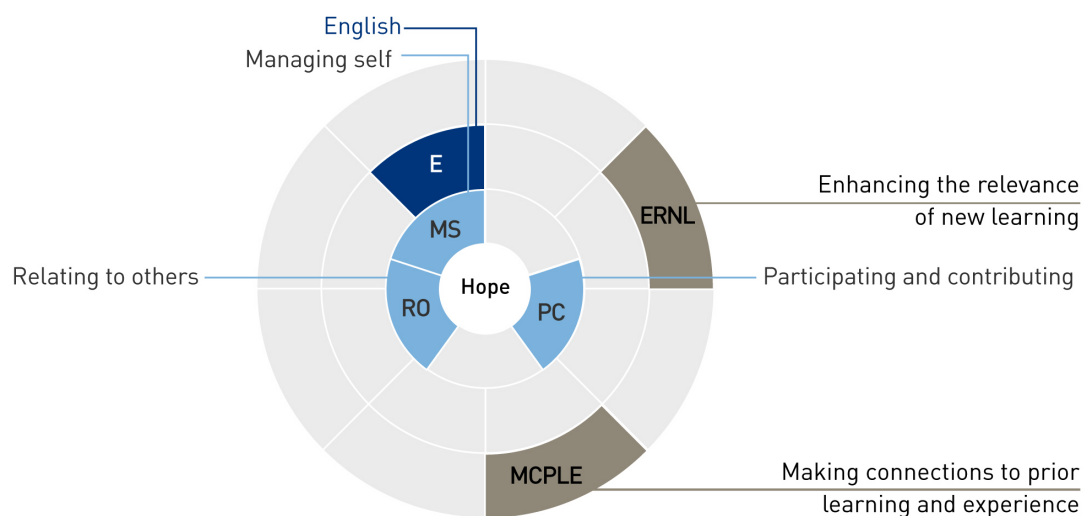 English
Managing self
E
Enhancing the relevance
of new learning
ERNL
MS
Relating to others
Participating and contributing
Hope
RO
PC
Making connections to prior
learning and experience
MCPLE